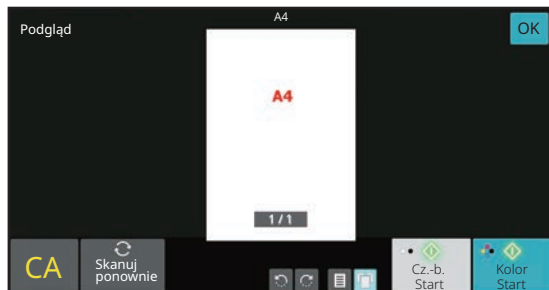 A4
Podgląd
OK
A4
1 / 1
CA
Skanuj
ponownie
Cz.-b.
Start
Kolor
Start